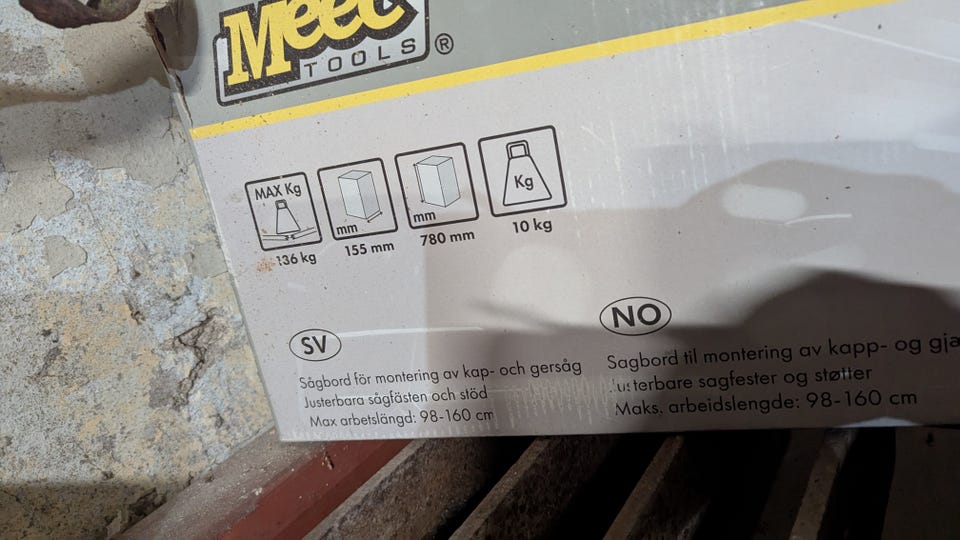 Meec
TOOLS®
MAX Kg
mm
mm
Kg
136 kg
155 mm
780 mm
10 kg
SV
Sågbord för montering av kap- och gersåg
Justerbara sågfästen och stöd
Max arbetslängd: 98-160 cm
NO
Sagbord til montering av kapp- og gjæ
Justerbare sagfester og støtter
Maks. arbeidslengde: 98-160 cm